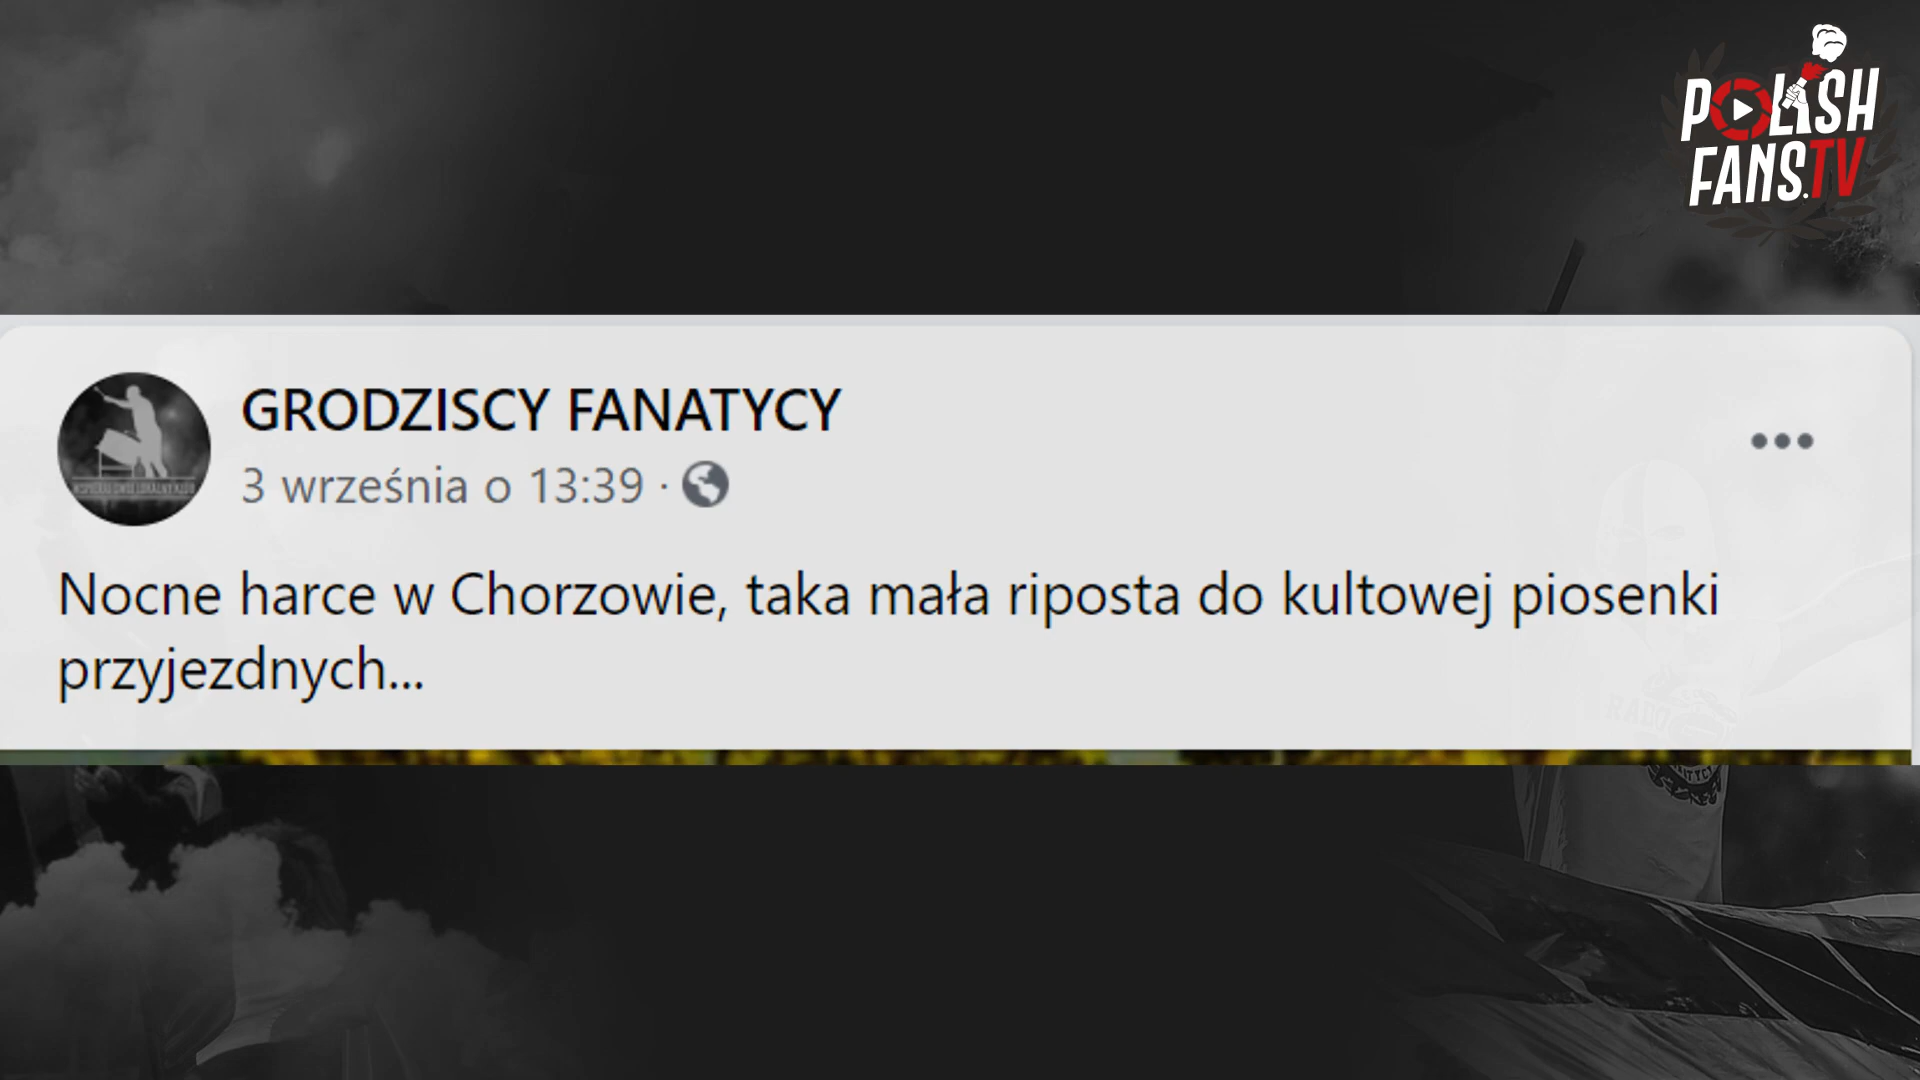 POLISH
FANS.TV
GRODZISCY FANATYCY
3 września o 13:39 ·
Nocne harce w Chorzowie, taka mała riposta do kultowej piosenki
przyjezdnych...